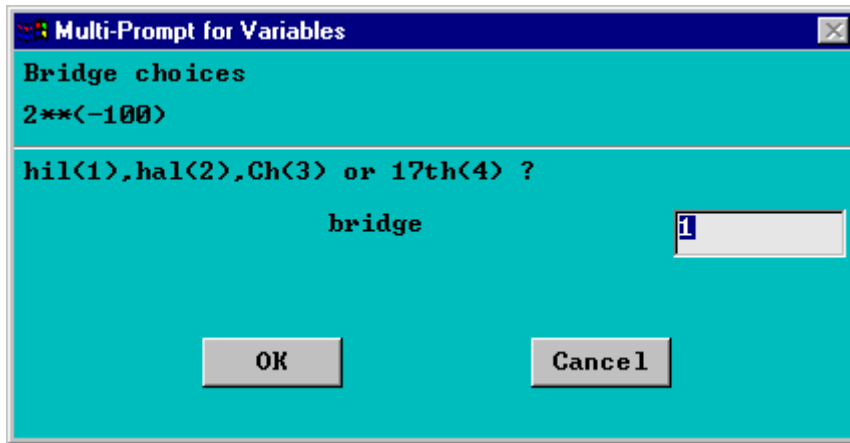 Multi-Prompt for Variables
Bridge choices
2**(-100)
hil(1),hal(2),Ch(3) or 17th(4) ?
bridge
1
OK
Cancel